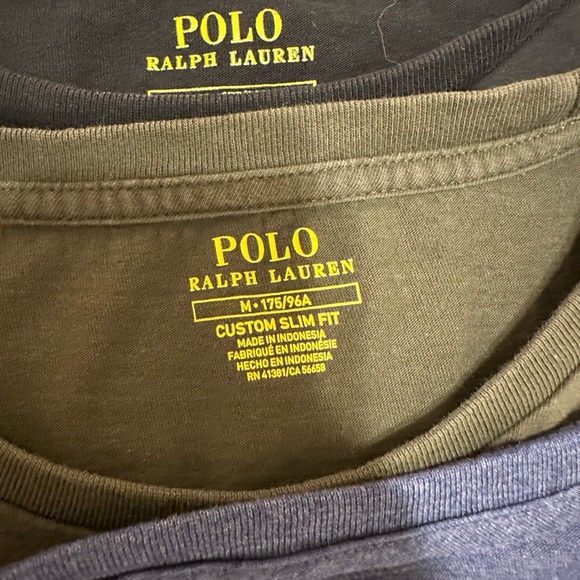 POLO
RALPH LAUREN
POLO
RALPH LAUREN
M•175/96A
CUSTOM SLIM FIT
MADE IN INDONESIA
FABRIQUÉ EN INDONÉSIE
HECHO EN INDONESIA
RN 41381/CA 56658